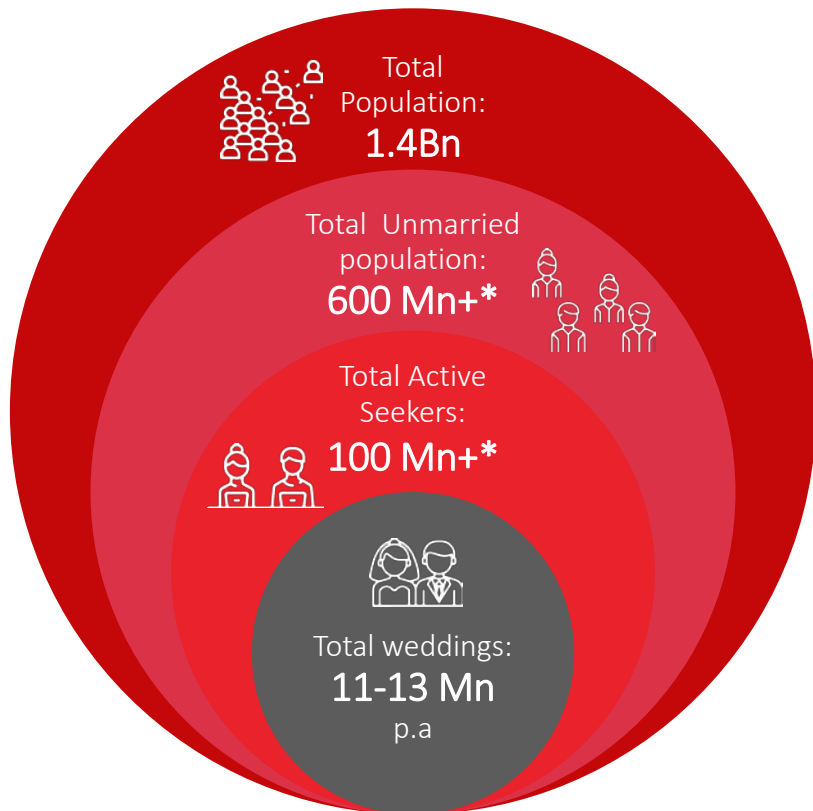 Total
Population:
1.4Bn
Total Unmarried
population:
600 Mn+*
Total Active
Seekers:
100 Mn+*
Total weddings:
11-13 Mn
p.a